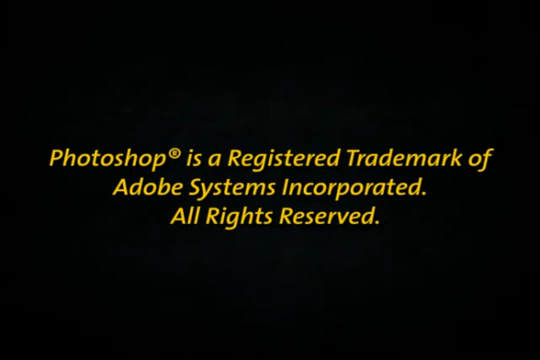 Photoshop® is a Registered Trademark of
Adobe Systems Incorporated.
All Rights Reserved.